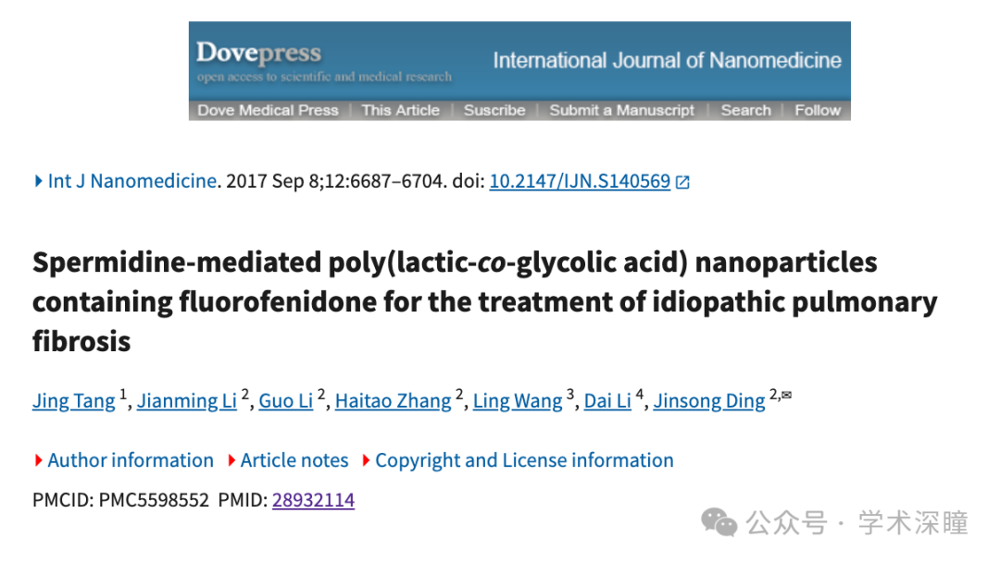 Dovepress
open access to scientific and medical research
International Journal of Nanomedicine
Dove Medical Press | This Article | Suscribe | Submit a Manuscript | Search | Follow
Int J Nanomedicine. 2017 Sep 8;12:6687–6704. doi: 10.2147/IJN.S140569
Spermidine-mediated poly(lactic-co-glycolic acid) nanoparticles
containing fluorofenidone for the treatment of idiopathic pulmonary
fibrosis
Jing Tang 1, Jianming Li 2, Guo Li 2, Haitao Zhang 2, Ling Wang 3, Dai Li 4, Jinsong Ding 2,✉
Author information Article notes Copyright and License information
PMCID: PMC5598552 PMID: 28932114
公众号 · 学术深瞳